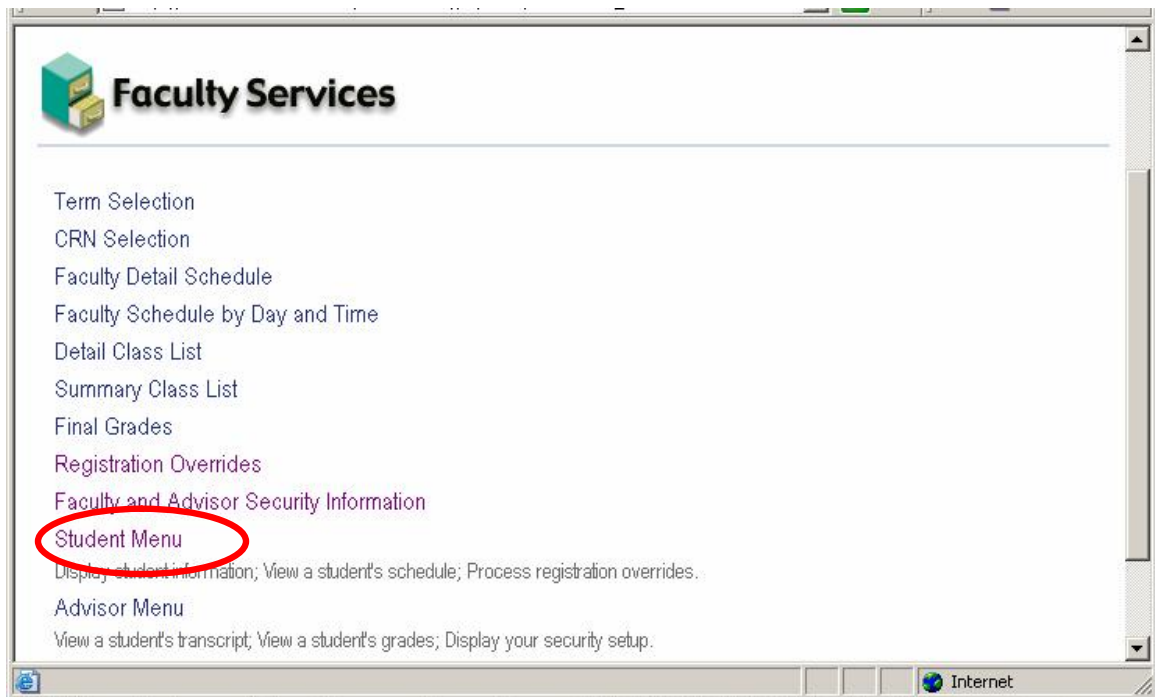 Faculty Services
Term Selection
CRN Selection
Faculty Detail Schedule
Faculty Schedule by Day and Time
Detail Class List
Summary Class List
Final Grades
Registration Overrides
Faculty and Advisor Security Information
Student Menu
Display student information; View a student's schedule; Process registration overrides.
Advisor Menu
View a student's transcript; View a student's grades; Display your security setup.
Internet